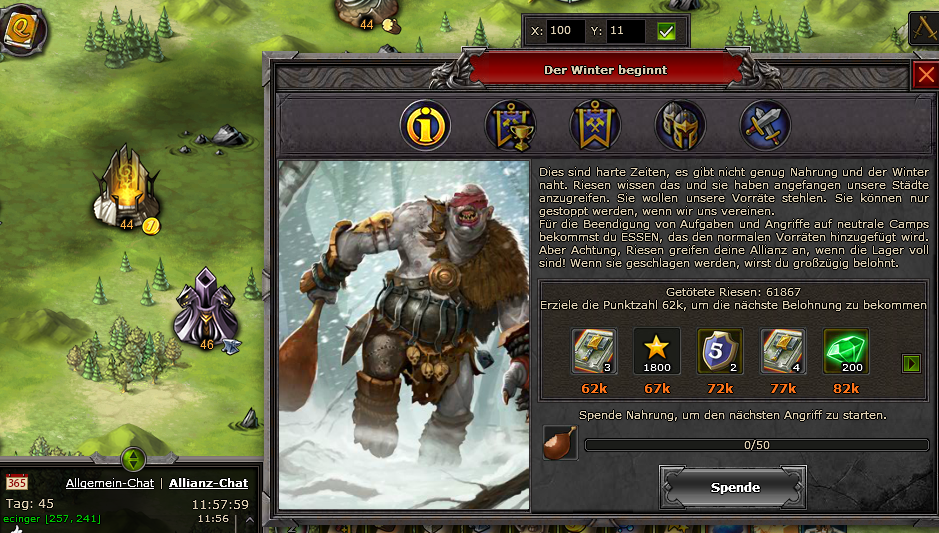 44
X: 100 Y: 11
Der Winter beginnt
Dies sind harte Zeiten, es gibt nicht genug Nahrung und der Winter
naht. Riesen wissen das und sie haben angefangen unsere Städte
anzugreifen. Sie wollen unsere Vorräte stehlen. Sie können nur
gestoppt werden, wenn wir uns vereinen.
Für die Beendigung von Aufgaben und Angriffe auf neutrale Camps
bekommst du ESSEN, das den normalen Vorräten hinzugefügt wird.
Aber Achtung, Riesen greifen deine Allianz an, wenn die Lager voll
sind! Wenn sie geschlagen werden, wirst du großzügig belohnt.
44
46
Getötete Riesen: 61867
Erziele die Punktzahl 62k, um die nächste Belohnung zu bekommen
3 1800 5 2 4 200
62k 67k 72k 77k 82k
Spende Nahrung, um den nächsten Angriff zu starten.
0/50
Spende
365 Allgemein-Chat | Allianz-Chat
Tag: 45 11:57:59
ecinger [257, 241] 11:56